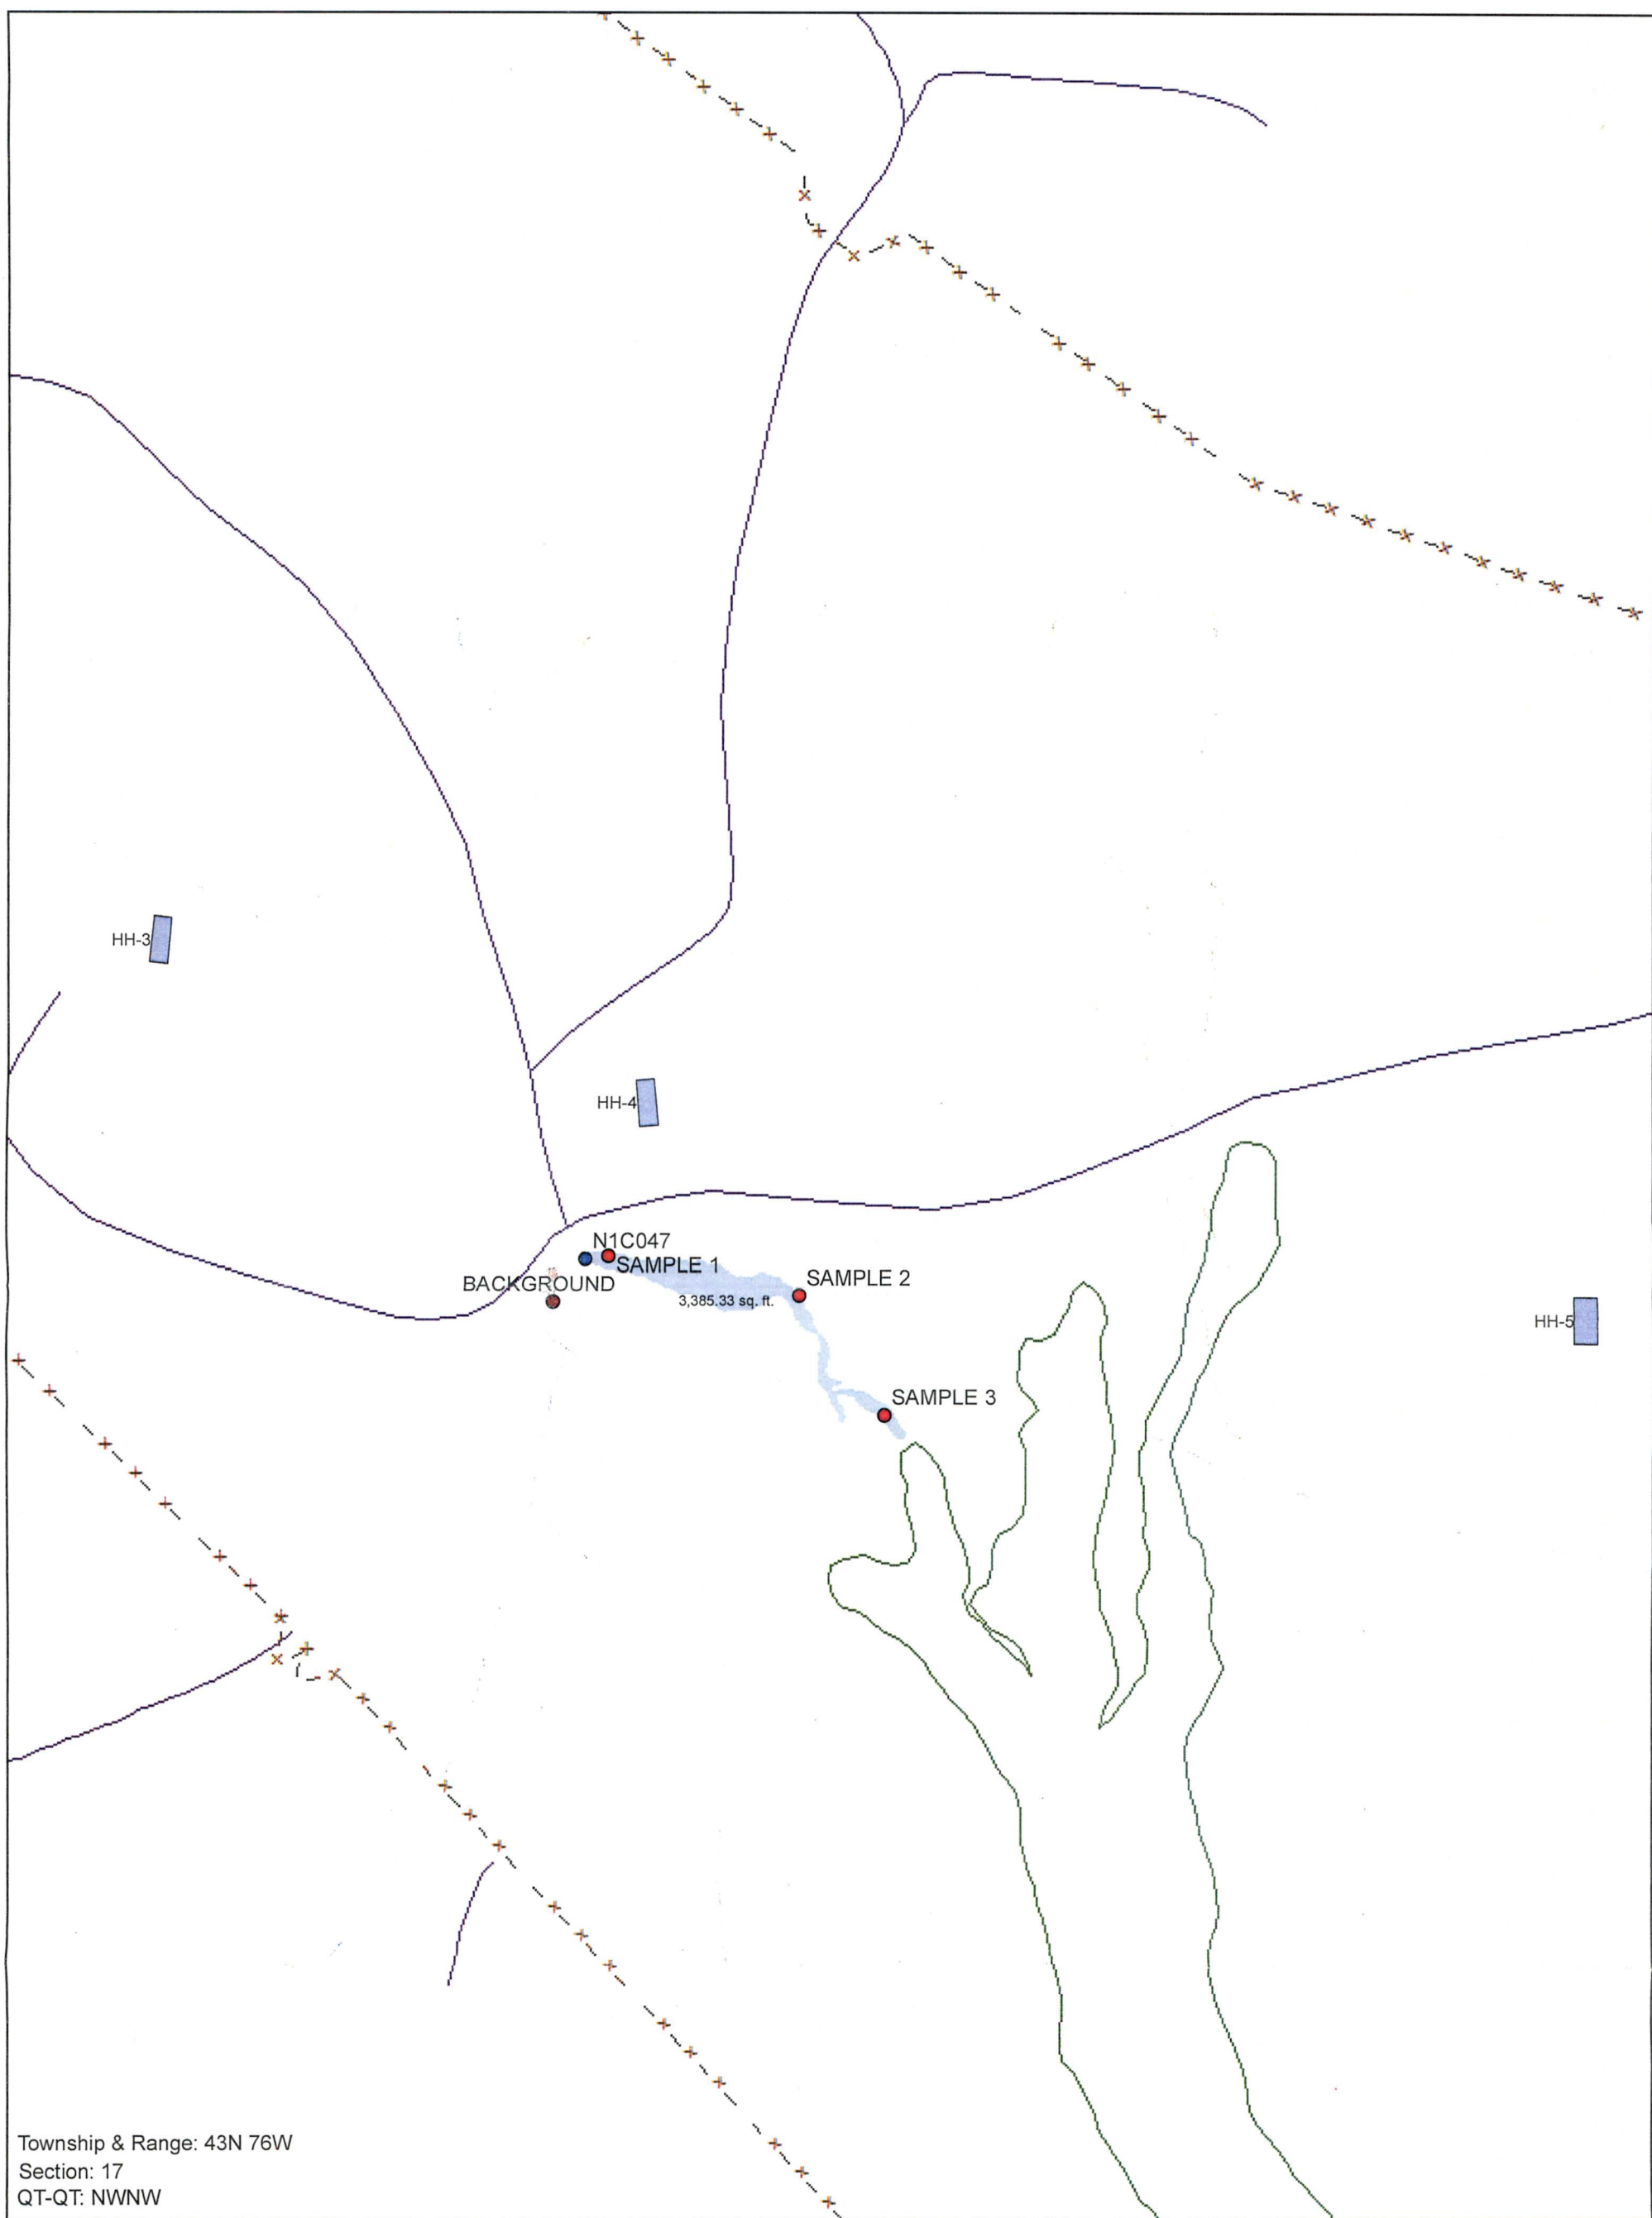 HH-3
HH-4
N1C047
SAMPLE 1
BACKGROUND
SAMPLE 2
3,385.33 sq. ft.
HH-5
SAMPLE 3
Township & Range: 43N 76W
Section: 17
QT-QT: NWNW